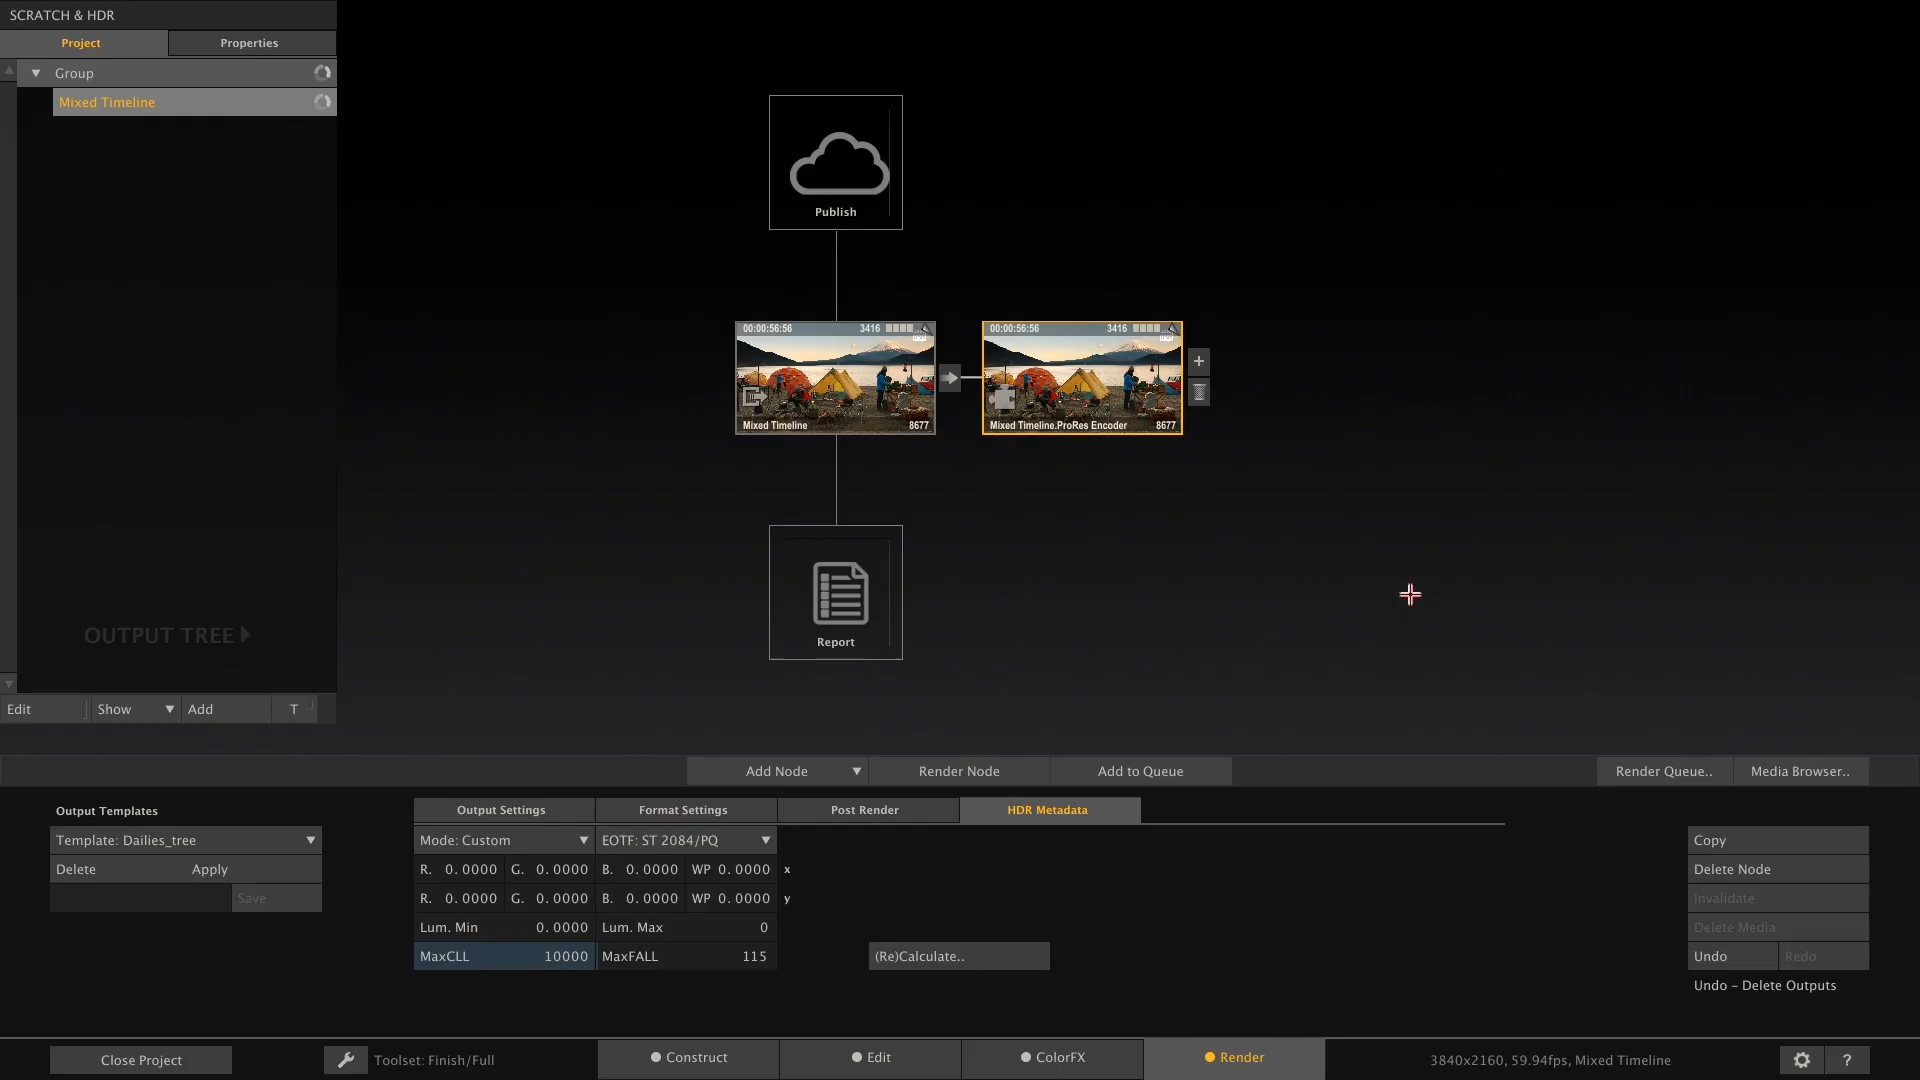 SCRATCH & HDR
Project
Properties
Group
Mixed Timeline
Publish
00:00:56:56 3416
Mixed Timeline 8677
00:00:56:56 3416
Mixed Timeline.ProRes Encoder 8677
Report
OUTPUT TREE
Edit
Show
Add
T
Add Node
Render Node
Add to Queue
Render Queue..
Media Browser..
Output Templates
Template: Dailies_tree
Delete
Apply
Save
Output Settings
Format Settings
Post Render
HDR Metadata
Mode: Custom
EOTF: ST 2084/PQ
R. 0.0000 G. 0.0000 B. 0.0000 WP 0.0000 x
R. 0.0000 G. 0.0000 B. 0.0000 WP 0.0000 y
Lum. Min 0.0000 Lum. Max 0
MaxCLL 10000 MaxFALL 115
(Re)Calculate..
Copy
Delete Node
Invalidate
Delete Media
Undo
Redo
Undo - Delete Outputs
Close Project
Toolset: Finish/Full
Construct
Edit
ColorFX
Render
3840x2160, 59.94fps, Mixed Timeline
?